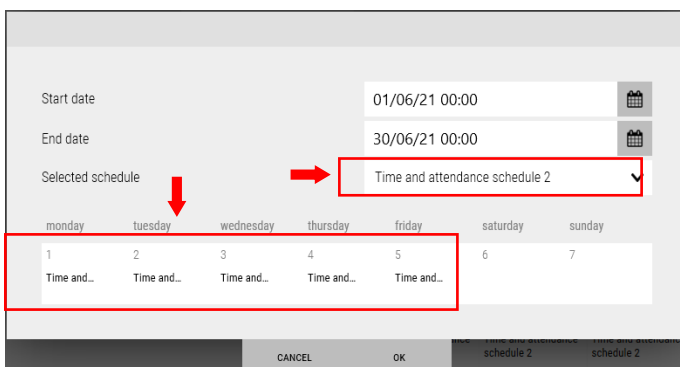 Start date 01/06/21 00:00
End date 30/06/21 00:00
Selected schedule Time and attendance schedule 2
monday tuesday wednesday thursday friday saturday sunday
1 2 3 4 5 6 7
Time and... Time and... Time and... Time and... Time and...
Time and attendance Time and attendance
schedule 2 schedule 2
CANCEL OK